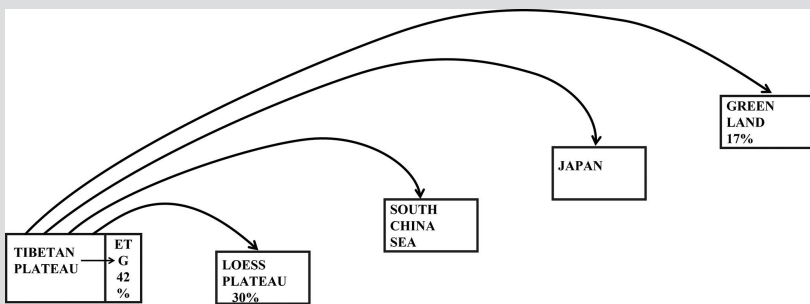 GREEN
LAND
17%
JAPAN
SOUTH
CHINA
SEA
TIBETAN
PLATEAU
ET
G
42
%
LOESS
PLATEAU
30%